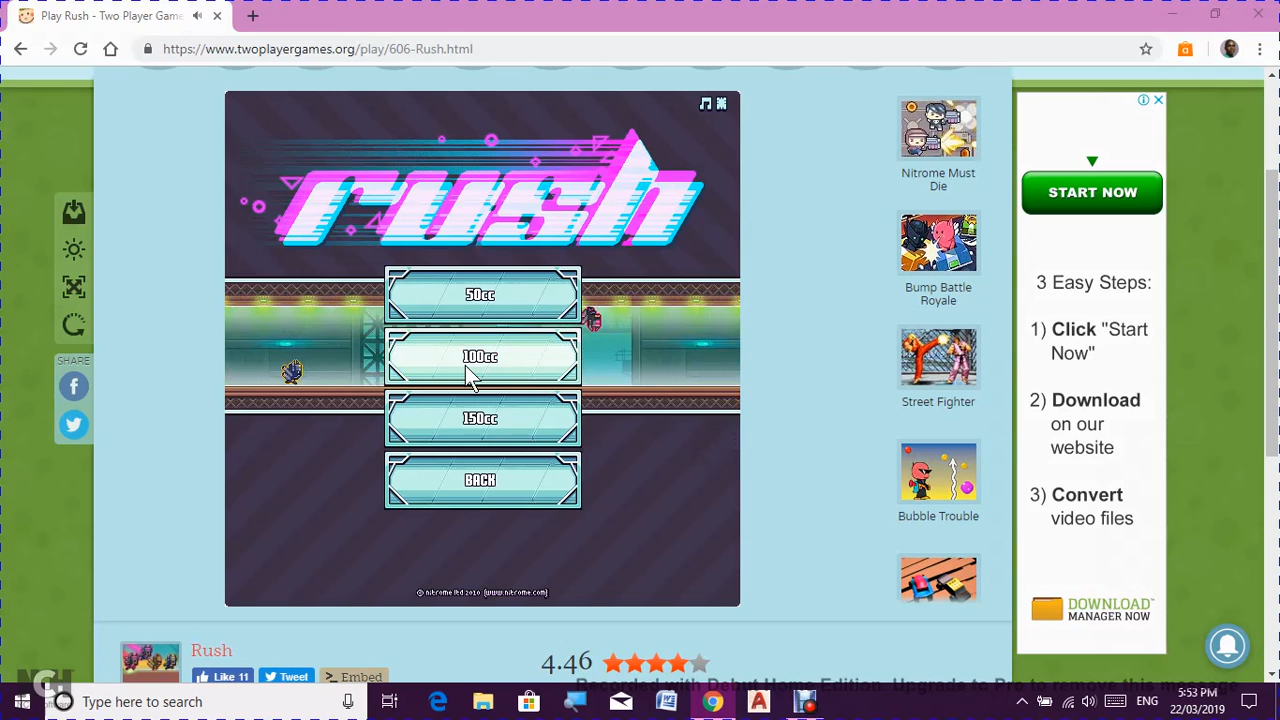 Play Rush - Two Player Game
https://www.twoplayergames.org/play/606-Rush.html
rush
50cc
100cc
150cc
BACK
© nitrome ltd 2010 (www.nitrome.com)
SHARE
Nitrome Must
Die
Bump Battle
Royale
Street Fighter
Bubble Trouble
START NOW
3 Easy Steps:
1) Click "Start
Now"
2) Download
on our
website
3) Convert
video files
DOWNLOAD
MANAGER NOW
Rush
Like 11
Tweet
Embed
4.46
NCH
Recorded with Debut Home Edition. Upgrade to Pro to remove this message
Type here to search
ENG
5:53 PM
22/03/2019